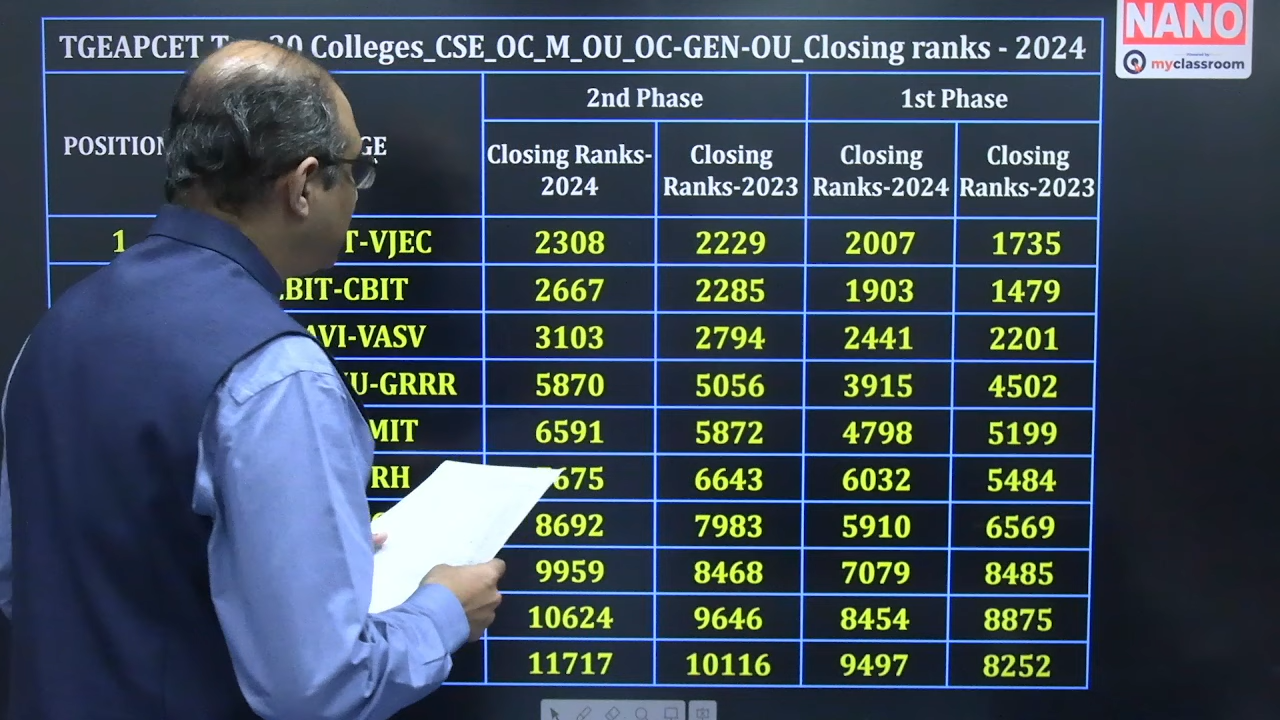 NANO
Powered by
myclassroom
TGEAPCET 20 Colleges_CSE_OC_M_OU_OC-GEN-OU_Closing ranks - 2024
POSITION 2nd Phase 1st Phase
Closing Ranks-2024 Closing Ranks-2023 Closing Ranks-2024 Closing Ranks-2023
1 T-VJEC 2308 2229 2007 1735
BIT-CBIT 2667 2285 1903 1479
AVI-VASV 3103 2794 2441 2201
U-GRRR 5870 5056 3915 4502
MIT 6591 5872 4798 5199
RH 675 6643 6032 5484
8692 7983 5910 6569
9959 8468 7079 8485
10624 9646 8454 8875
11717 10116 9497 8252